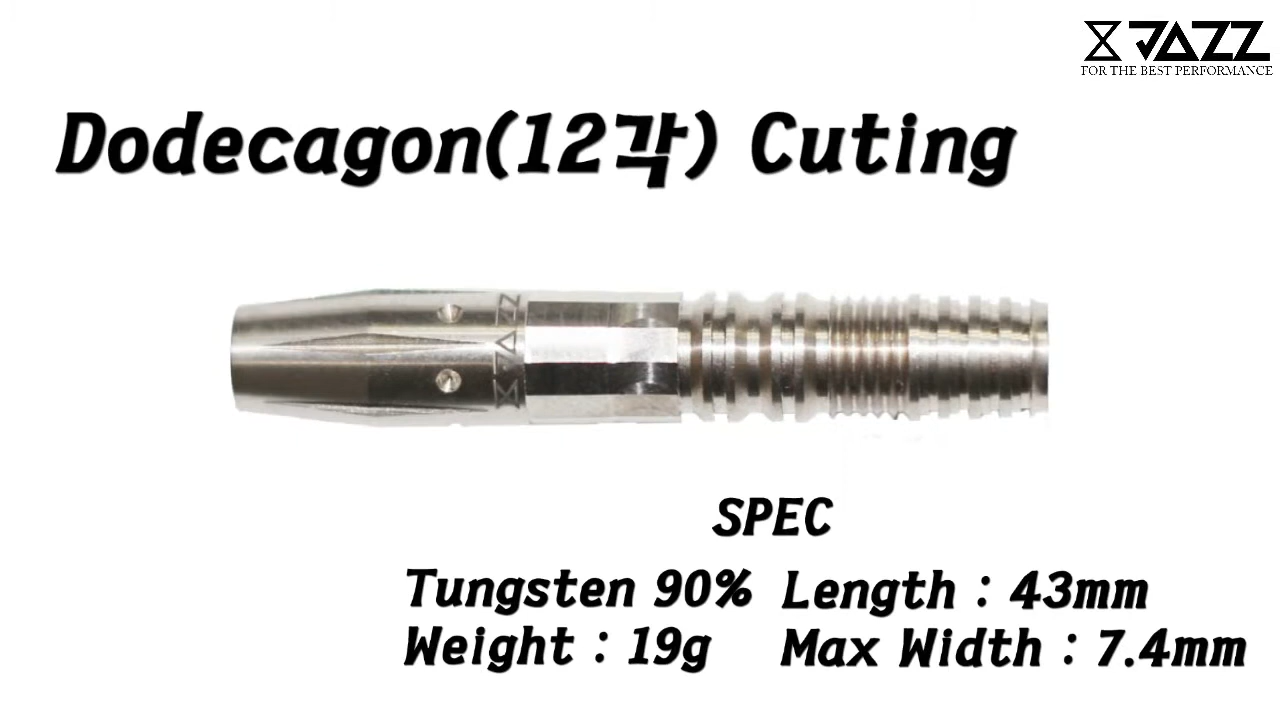 JAZZ
FOR THE BEST PERFORMANCE
Dodecagon(12각) Cuting
JAZZ
SPEC
Tungsten 90% Length : 43mm
Weight : 19g Max Width : 7.4mm